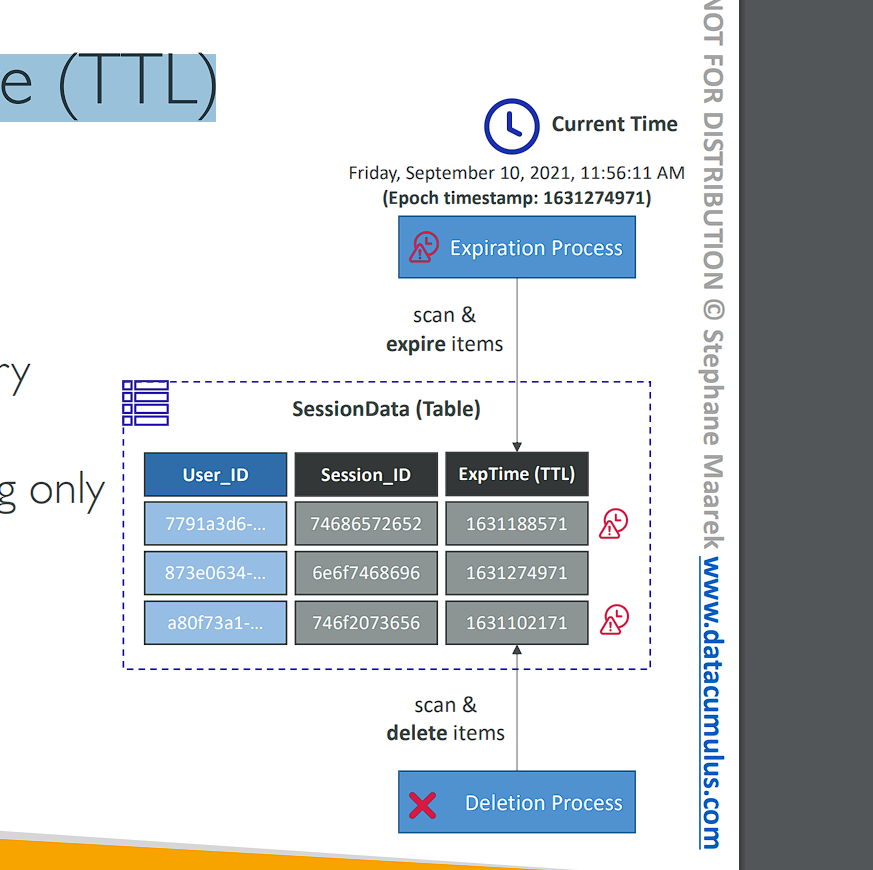 e (TTL)
Current Time
Friday, September 10, 2021, 11:56:11 AM
(Epoch timestamp: 1631274971)
Expiration Process
scan &
expire items
ry
g only
SessionData (Table)
User_ID Session_ID ExpTime (TTL)
7791a3d6-... 74686572652 1631188571
873e0634-... 6e6f7468696 1631274971
a80f73a1-... 746f2073656 1631102171
scan &
delete items
Deletion Process
NOT FOR DISTRIBUTION © Stephane Maarek www.datacumulus.com